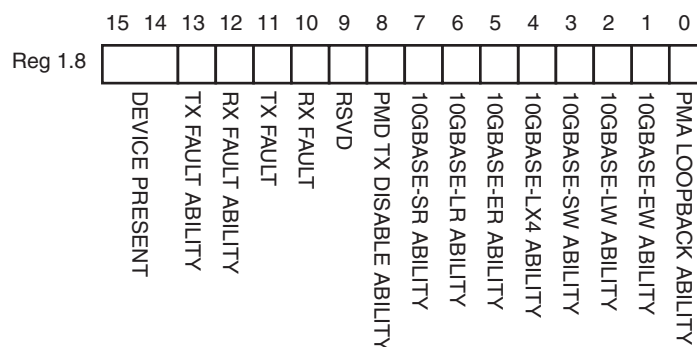 15 14 13 12 11 10 9 8 7 6 5 4 3 2 1 0
Reg 1.8
DEVICE PRESENT
TX FAULT ABILITY
RX FAULT ABILITY
TX FAULT
RX FAULT
RSVD
PMD TX DISABLE ABILITY
10GBASE-SR ABILITY
10GBASE-LR ABILITY
10GBASE-ER ABILITY
10GBASE-LX4 ABILITY
10GBASE-SW ABILITY
10GBASE-LW ABILITY
10GBASE-EW ABILITY
PMA LOOPBACK ABILITY